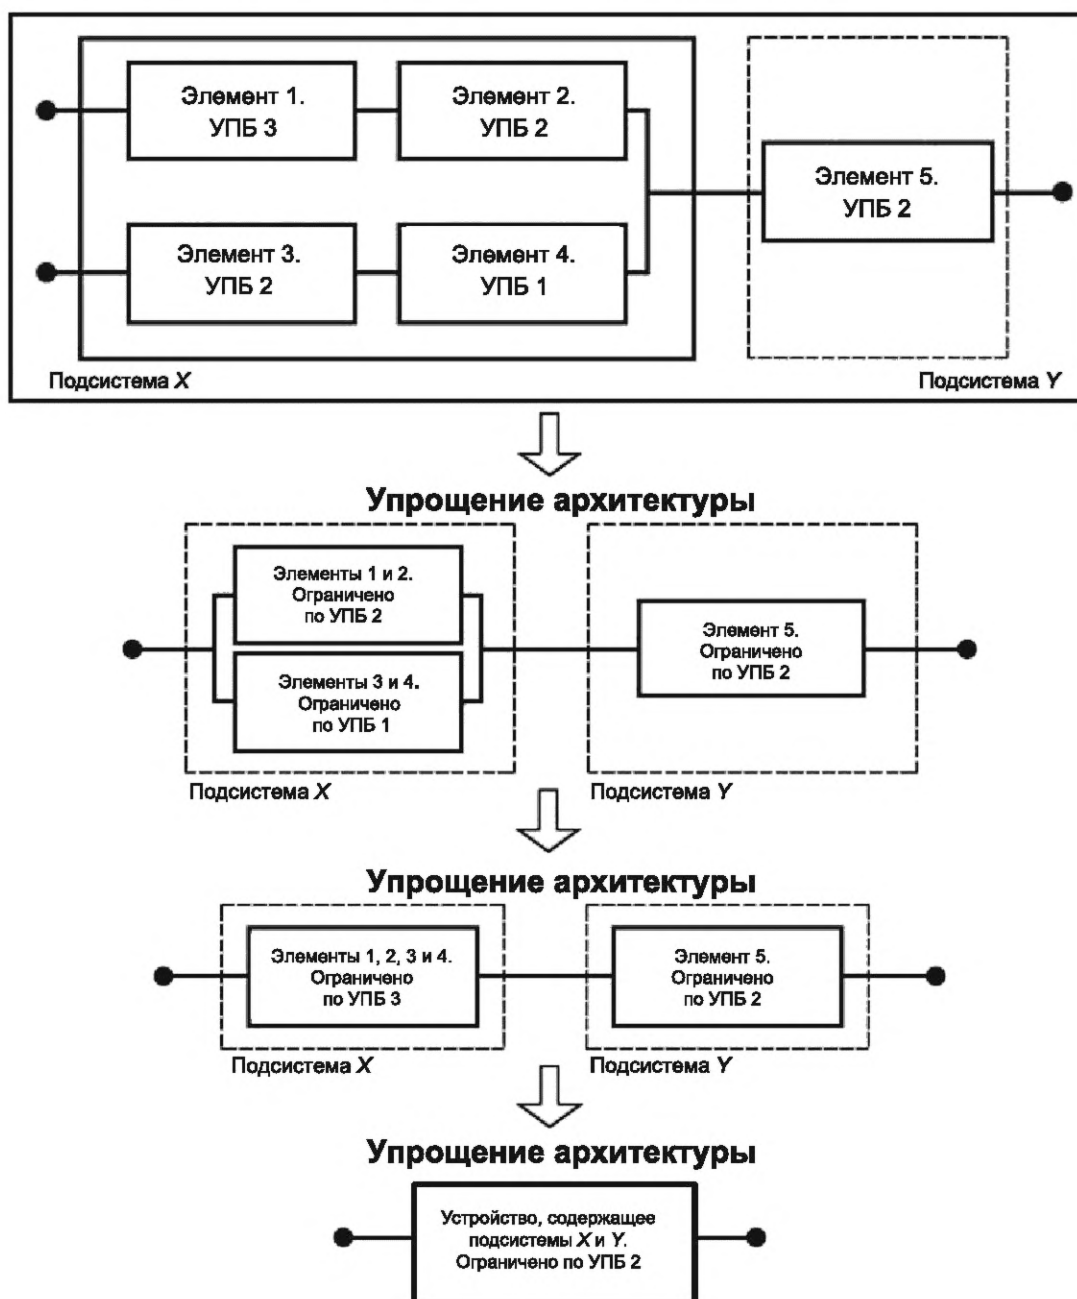 Элемент 1.
УПБ 3
Элемент 2.
УПБ 2
Элемент 3.
УПБ 2
Элемент 4.
УПБ 1
Элемент 5.
УПБ 2
Подсистема X
Подсистема Y
Упрощение архитектуры
Элементы 1 и 2.
Ограничено
по УПБ 2
Элементы 3 и 4.
Ограничено
по УПБ 1
Элемент 5.
Ограничено
по УПБ 2
Подсистема X
Подсистема Y
Упрощение архитектуры
Элементы 1, 2, 3 и 4.
Ограничено
по УПБ 3
Элемент 5.
Ограничено
по УПБ 2
Подсистема X
Подсистема Y
Упрощение архитектуры
Устройство, содержащее
подсистемы X и Y.
Ограничено по УПБ 2